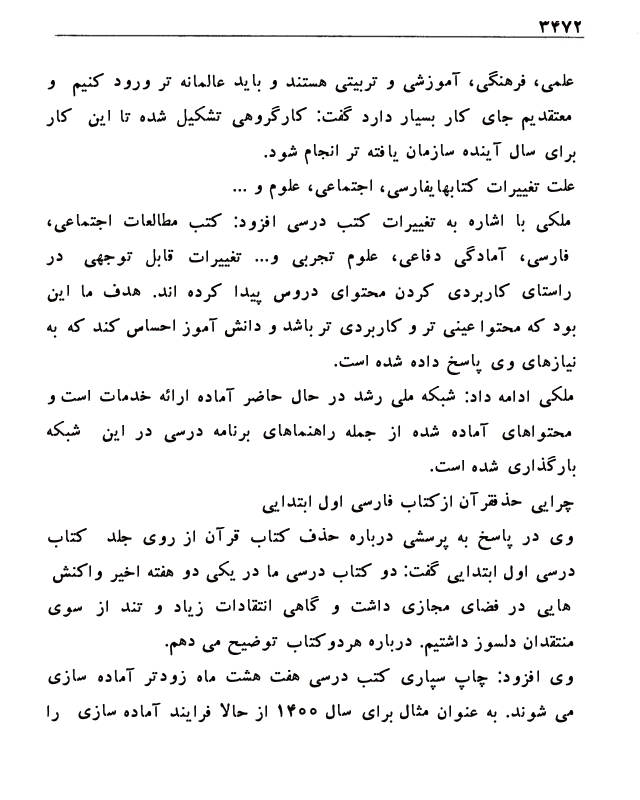 ۳۴۷۲
علمی، فرهنگی، آموزشی و تربیتی هستند و باید عالمانه تر ورود کنیم و
معتقدیم جای کار بسیار دارد گفت: کارگروهی تشکیل شده تا این کار
برای سال آینده سازمان یافته تر انجام شود.
علت تغییرات کتابهایفارسی، اجتماعی، علوم و ...
ملکی با اشاره به تغییرات کتب درسی افزود: کتب مطالعات اجتماعی،
فارسی، آمادگی دفاعی، علوم تجربی و... تغییرات قابل توجهی در
راستای کاربردی کردن محتوای دروس پیدا کرده اند. هدف ما این
بود که محتوا عینی تر و کاربردی تر باشد و دانش آموز احساس کند که به
نیازهای وی پاسخ داده شده است.
ملکی ادامه داد: شبکه ملی رشد در حال حاضر آماده ارائه خدمات است و
محتواهای آماده شده از جمله راهنماهای برنامه درسی در این شبکه
بارگذاری شده است.
چرایی حذفقرآن ازکتاب فارسی اول ابتدایی
وی در پاسخ به پرسشی درباره حذف کتاب قرآن از روی جلد کتاب
درسی اول ابتدایی گفت: دو کتاب درسی ما در یکی دو هفته اخیر واکنش
هایی در فضای مجازی داشت و گاهی انتقادات زیاد و تند از سوی
منتقدان دلسوز داشتیم. درباره هردوکتاب توضیح می دهم.
وی افزود: چاپ سپاری کتب درسی هفت هشت ماه زودتر آماده سازی
می شوند. به عنوان مثال برای سال ۱۴۰۰ از حالا فرایند آماده سازی را